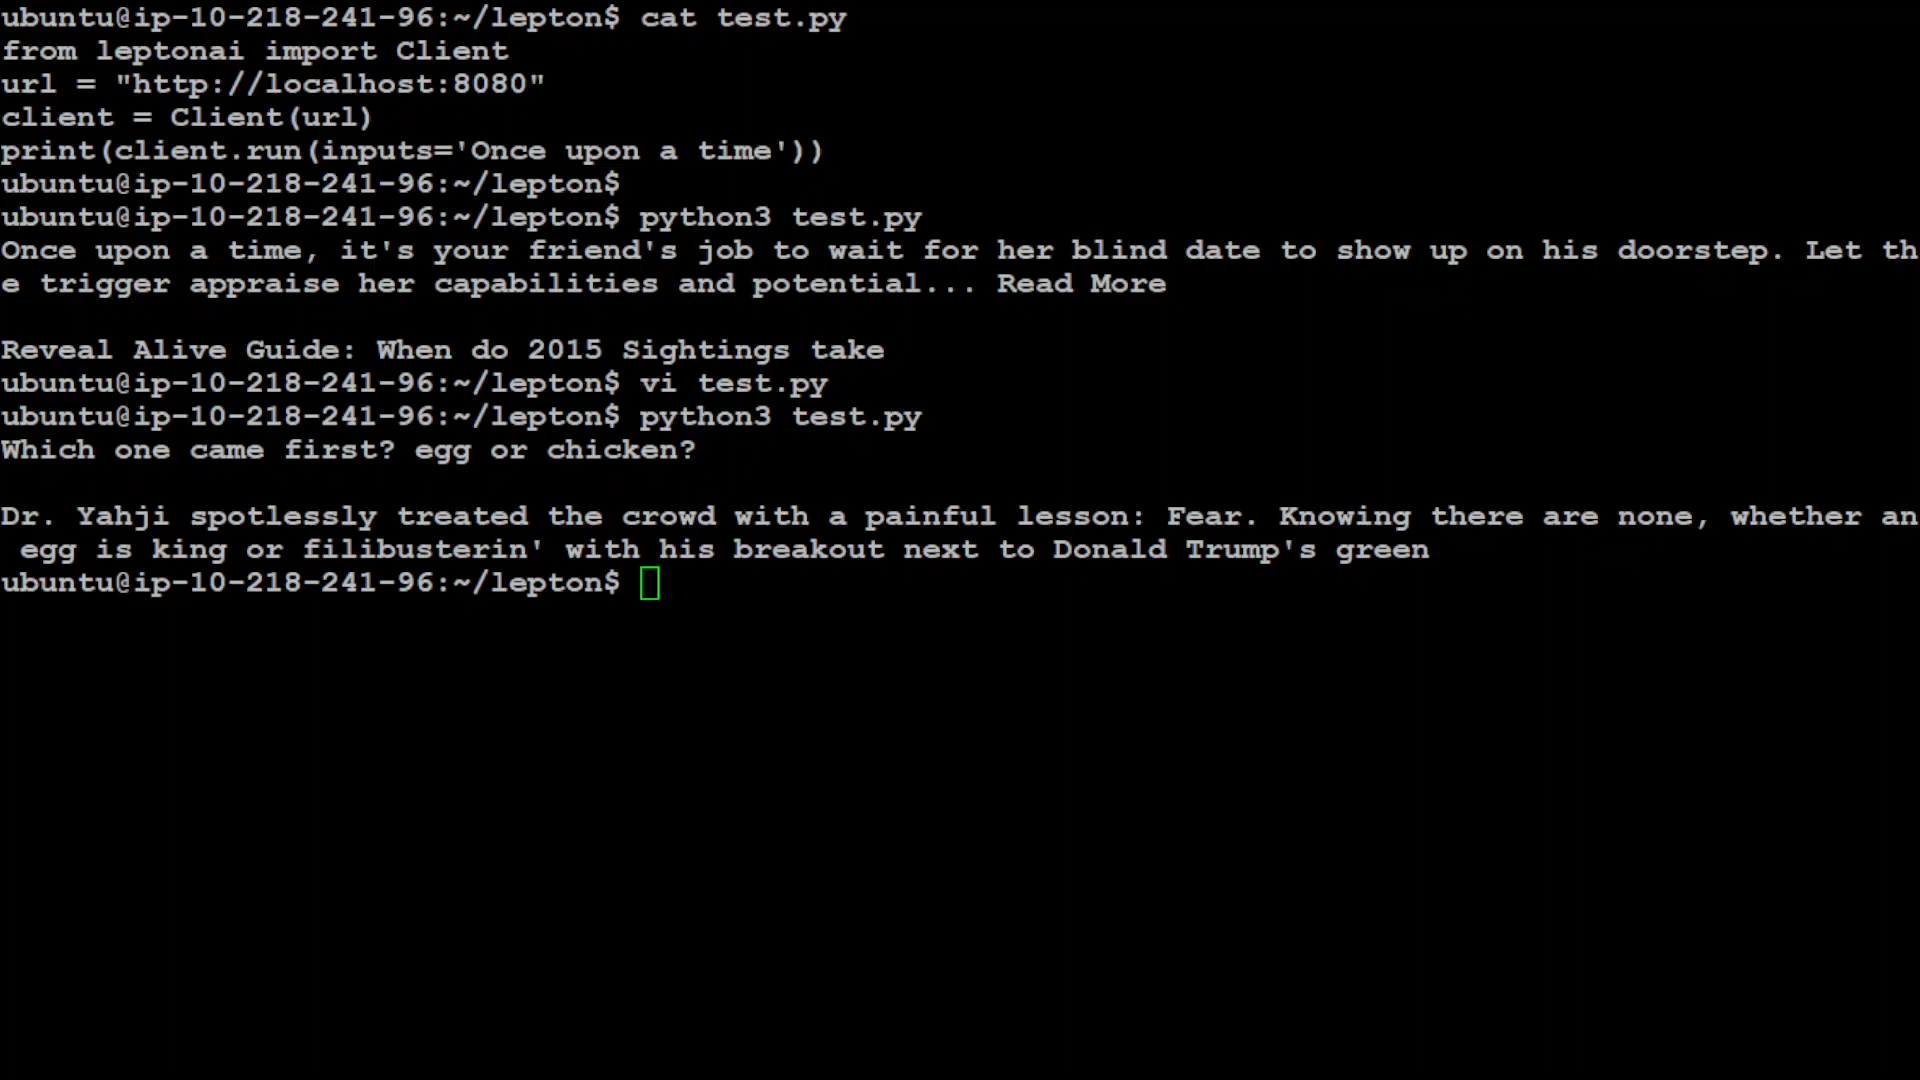 ubuntu@ip-10-218-241-96:~/lepton$ cat test.py
from leptonai import Client
url = "http://localhost:8080"
client = Client(url)
print(client.run(inputs='Once upon a time'))
ubuntu@ip-10-218-241-96:~/lepton$
ubuntu@ip-10-218-241-96:~/lepton$ python3 test.py
Once upon a time, it's your friend's job to wait for her blind date to show up on his doorstep. Let th
e trigger appraise her capabilities and potential... Read More
Reveal Alive Guide: When do 2015 Sightings take
ubuntu@ip-10-218-241-96:~/lepton$ vi test.py
ubuntu@ip-10-218-241-96:~/lepton$ python3 test.py
Which one came first? egg or chicken?
Dr. Yahji spotlessly treated the crowd with a painful lesson: Fear. Knowing there are none, whether an
 egg is king or filibusterin' with his breakout next to Donald Trump's green
ubuntu@ip-10-218-241-96:~/lepton$